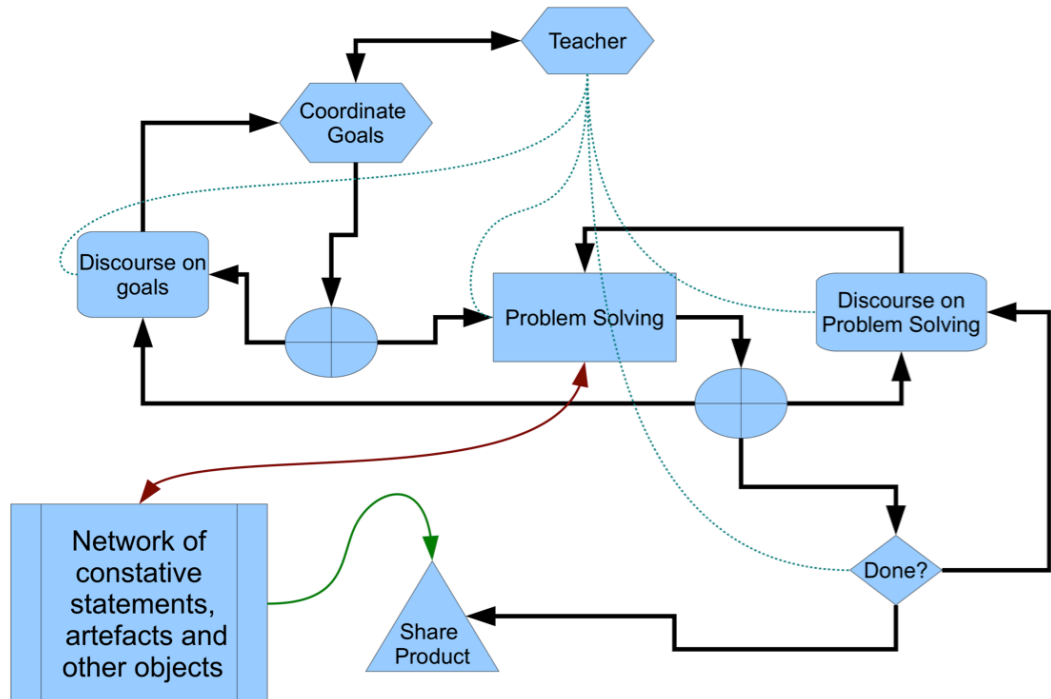 Teacher
Coordinate
Goals
Discourse on
goals
Problem Solving
Discourse on
Problem Solving
Network of
constative
statements,
artefacts and
other objects
Done?
Share
Product